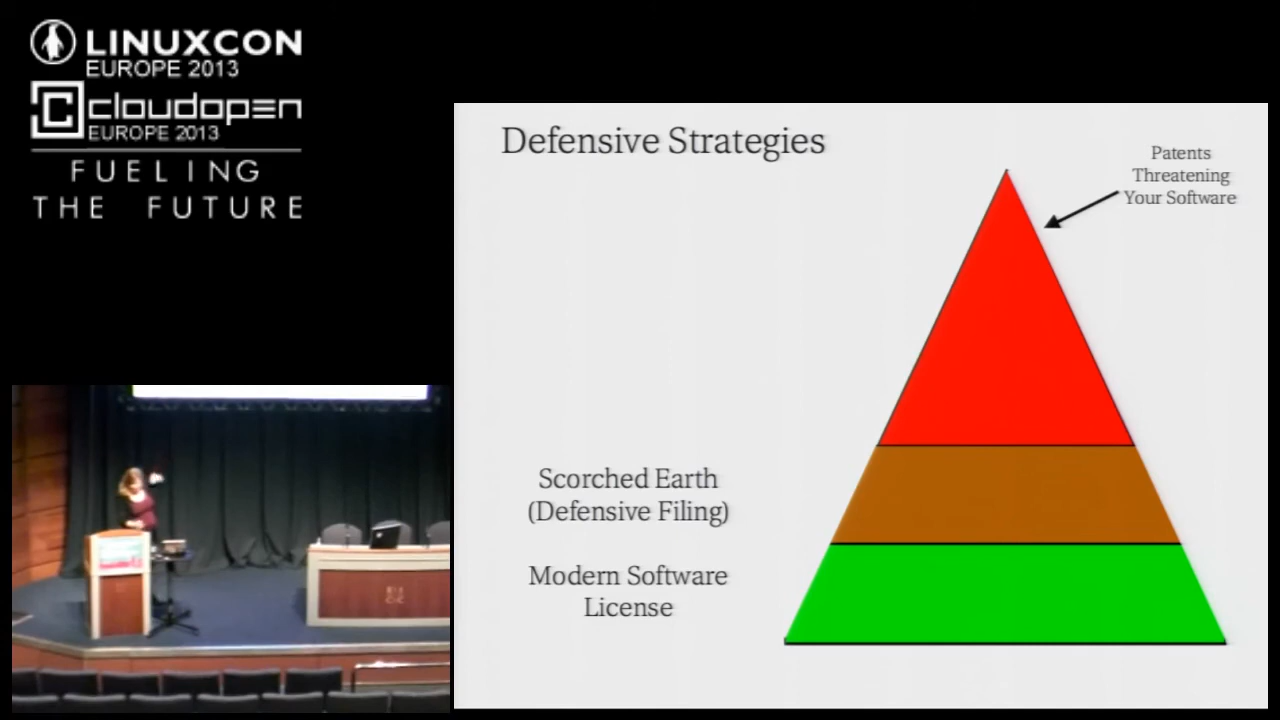 LINUXCON
EUROPE 2013
cloudopen
EUROPE 2013
FUELING
THE FUTURE
Defensive Strategies
Patents
Threatening
Your Software
Scorched Earth
(Defensive Filing)
Modern Software
License